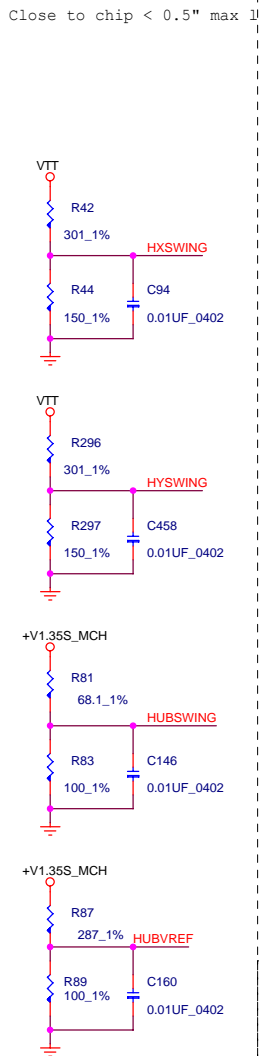 Close to chip < 0.5" max l
VTT
R42
301_1%
HXSWING
R44
C94
150_1%
0.01UF_0402
VTT
R296
301_1%
HYSWING
R297
C458
150_1%
0.01UF_0402
+V1.35S_MCH
R81
68.1_1%
HUBSWING
R83
C146
100_1%
0.01UF_0402
+V1.35S_MCH
R87
287_1%
HUBVREF
R89
C160
100_1%
0.01UF_0402